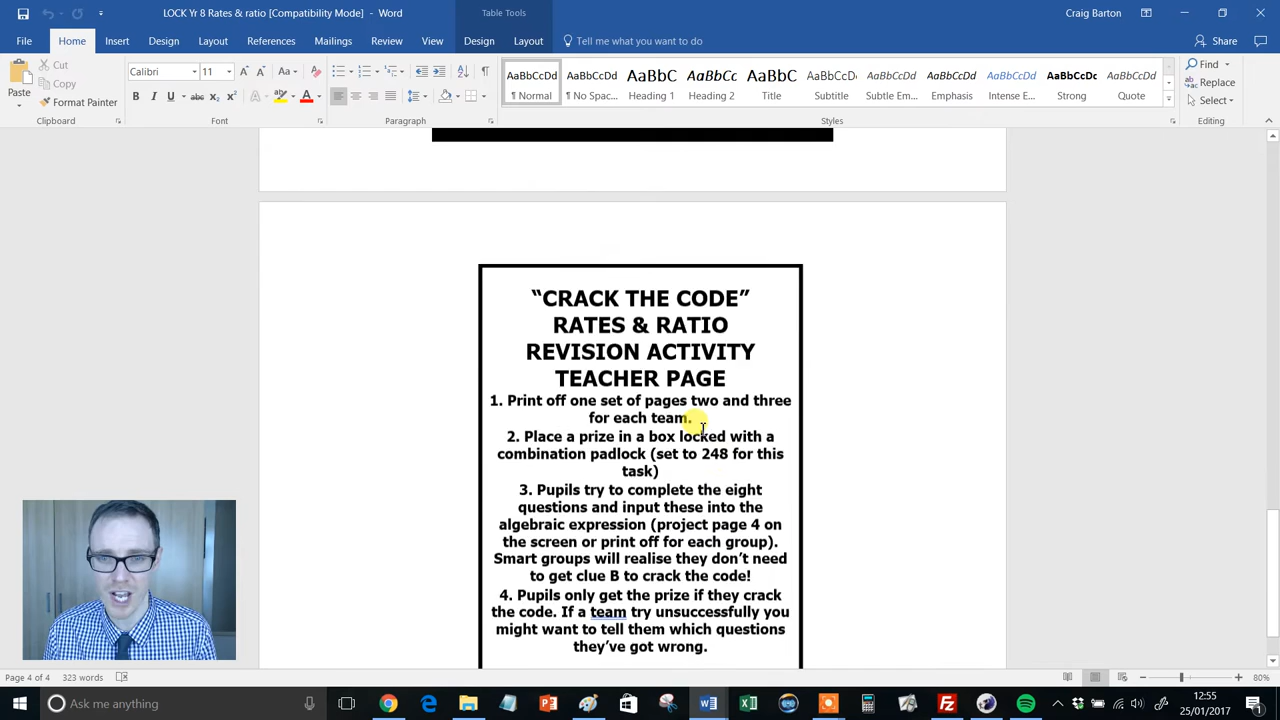 LOCK Yr 8 Rates & ratio [Compatibility Mode] - Word
Table Tools
Craig Barton
File Home Insert Design Layout References Mailings Review View Design Layout Tell me what you want to do
Share
Paste
Cut
Copy
Format Painter
Calibri 11
Aa
B I U abc X₂ X²
AaBbCcDd AaBbCcDd AaBbC AaBbCc AaBbC AaBbCcD AaBbCcDd AaBbCcDd AaBbCcDd AaBbCcDc AaBbCcDd
¶ Normal ¶ No Spac... Heading 1 Heading 2 Title Subtitle Subtle Em... Emphasis Intense E... Strong Quote
Find
Replace
Select
Clipboard Font Paragraph Styles Editing
“CRACK THE CODE”
RATES & RATIO
REVISION ACTIVITY
TEACHER PAGE
1. Print off one set of pages two and three
for each team.
2. Place a prize in a box locked with a
combination padlock (set to 248 for this
task)
3. Pupils try to complete the eight
questions and input these into the
algebraic expression (project page 4 on
the screen or print off for each group).
Smart groups will realise they don’t need
to get clue B to crack the code!
4. Pupils only get the prize if they crack
the code. If a team try unsuccessfully you
might want to tell them which questions
they’ve got wrong.
Page 4 of 4 323 words
80%
Ask me anything
12:55
25/01/2017